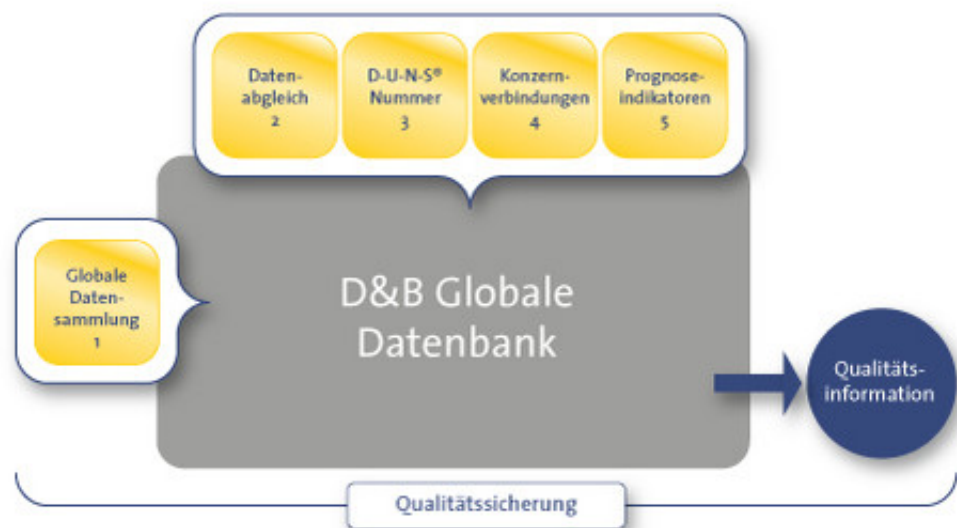 Daten-
abgleich
2
D-U-N-S®
Nummer
3
Konzern-
verbindungen
4
Prognose-
indikatoren
5
Globale
Daten-
sammlung
1
D&B Globale
Datenbank
Qualitäts-
information
Qualitätssicherung